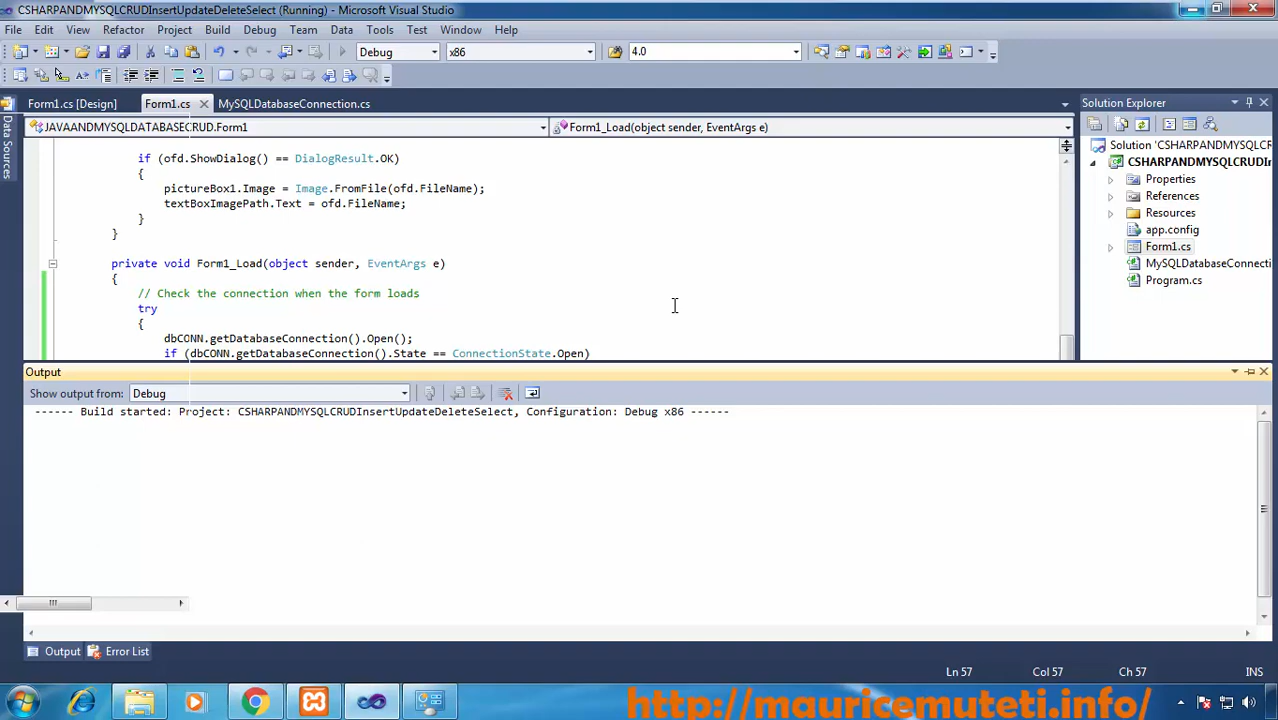 CSHARPANDMYSQLCRUDInsertUpdateDeleteSelect (Running) - Microsoft Visual Studio
File Edit View Refactor Project Build Debug Team Data Tools Test Window Help
Debug x86 4.0
Form1.cs [Design] Form1.cs MySQLDatabaseConnection.cs
Data Sources
JAVAANDMYSQLDATABASECRUD.Form1 Form1_Load(object sender, EventArgs e)
if (ofd.ShowDialog() == DialogResult.OK)
{
pictureBox1.Image = Image.FromFile(ofd.FileName);
textBoxImagePath.Text = ofd.FileName;
}
}
private void Form1_Load(object sender, EventArgs e)
{
// Check the connection when the form loads
try
{
dbCONN.getDatabaseConnection().Open();
if (dbCONN.getDatabaseConnection().State == ConnectionState.Open)
Solution Explorer
Solution 'CSHARPANDMYSQLCR
CSHARPANDMYSQLCRUDI
Properties
References
Resources
app.config
Form1.cs
MySQLDatabaseConnecti
Program.cs
Output
Show output from: Debug
------ Build started: Project: CSHARPANDMYSQLCRUDInsertUpdateDeleteSelect, Configuration: Debug x86 ------
Output Error List
Ln 57 Col 57 Ch 57 INS
http://mauricemuteti.info/